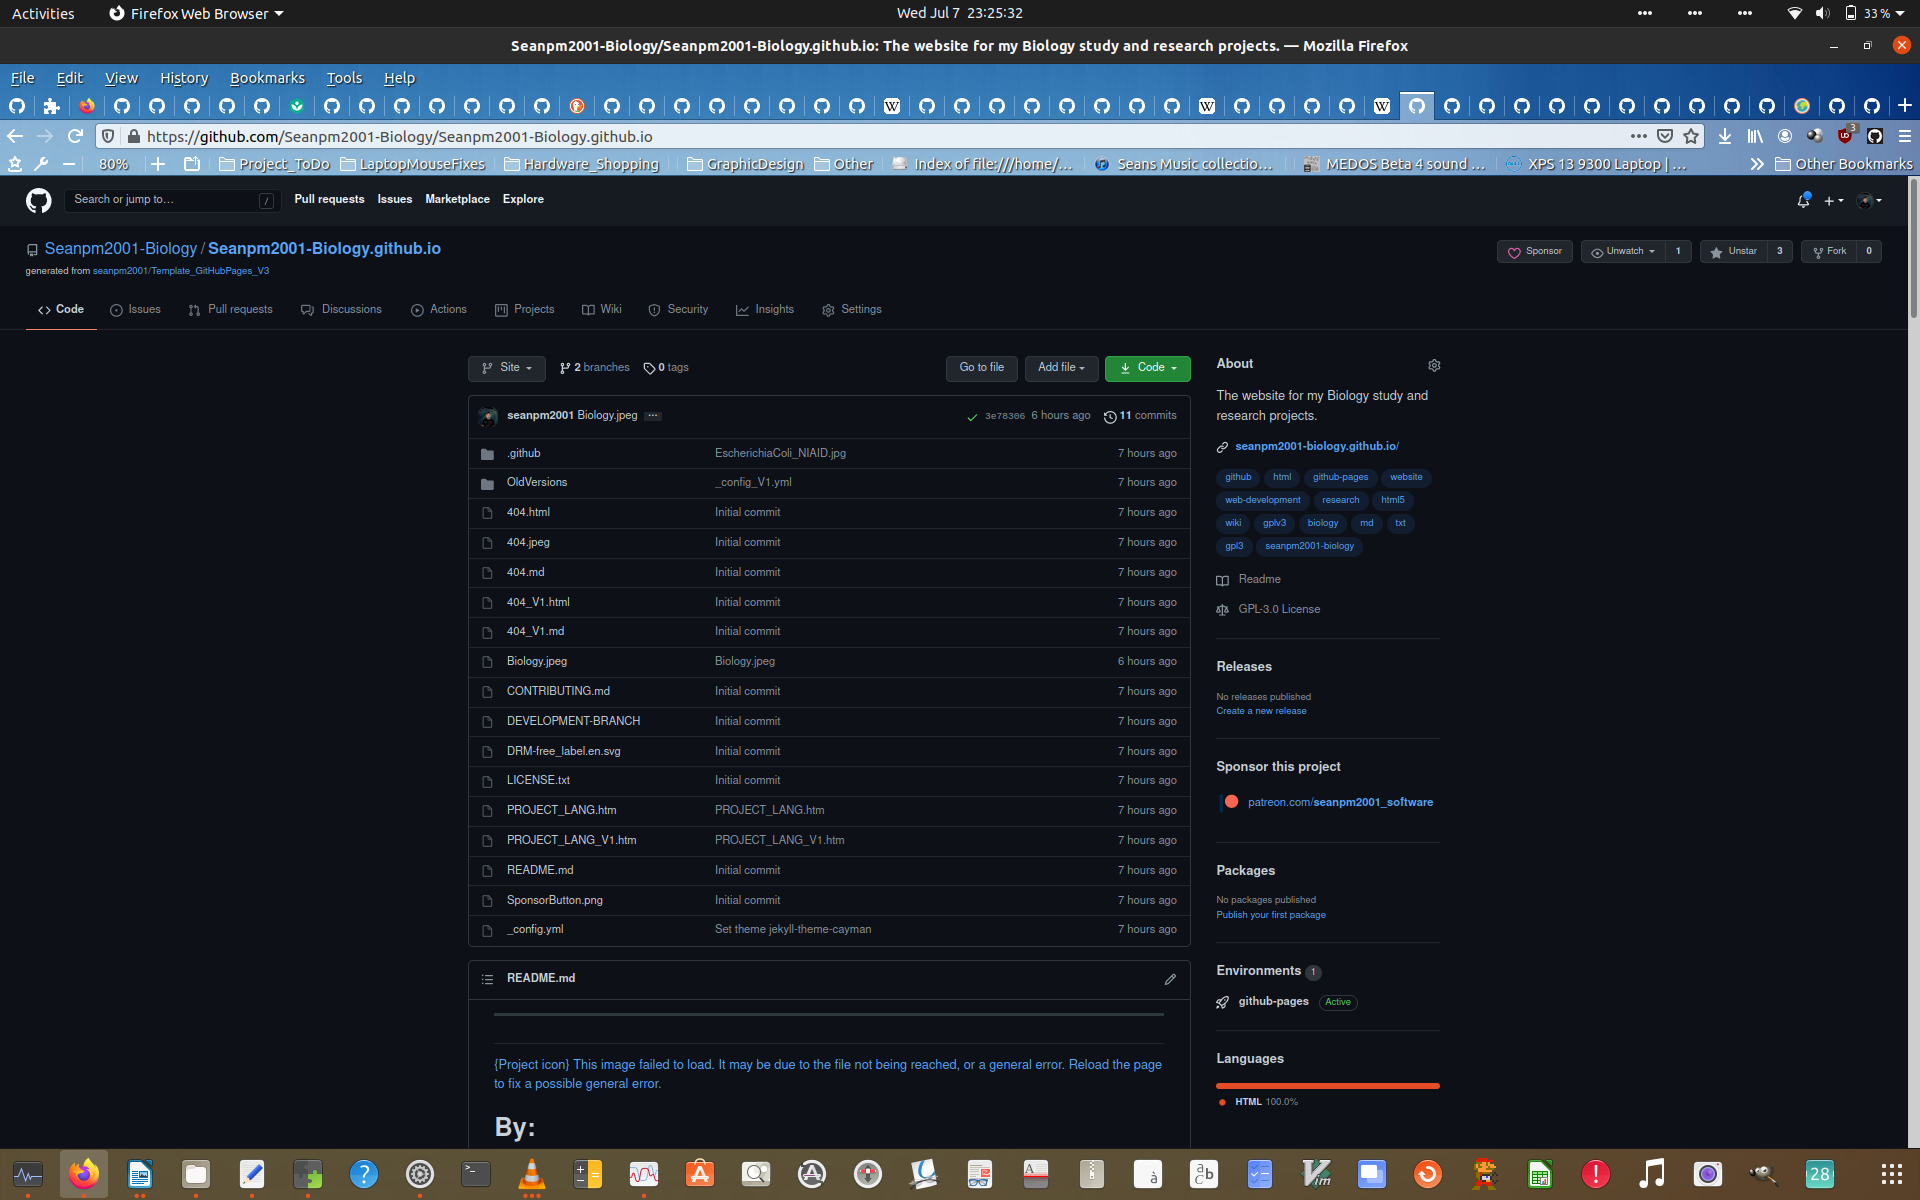 Activities Firefox Web Browser Wed Jul 7 23:25:32 33 %
Seanpm2001-Biology/Seanpm2001-Biology.github.io: The website for my Biology study and research projects. — Mozilla Firefox
File Edit View History Bookmarks Tools Help
https://github.com/Seanpm2001-Biology/Seanpm2001-Biology.github.io 3
80% Project_ToDo LaptopMouseFixes Hardware_Shopping GraphicDesign Other Index of file:///home/… Seans Music collectio… MEDOS Beta 4 sound … XPS 13 9300 Laptop | … Other Bookmarks
Search or jump to… / Pull requests Issues Marketplace Explore
Seanpm2001-Biology / Seanpm2001-Biology.github.io Sponsor Unwatch 1 Unstar 3 Fork 0
generated from seanpm2001/Template_GitHubPages_V3
Code Issues Pull requests Discussions Actions Projects Wiki Security Insights Settings
Site 2 branches 0 tags Go to file Add file Code
seanpm2001 Biology.jpeg 3e78306 6 hours ago 11 commits
.github EscherichiaColi_NIAID.jpg 7 hours ago
OldVersions _config_V1.yml 7 hours ago
404.html Initial commit 7 hours ago
404.jpeg Initial commit 7 hours ago
404.md Initial commit 7 hours ago
404_V1.html Initial commit 7 hours ago
404_V1.md Initial commit 7 hours ago
Biology.jpeg Biology.jpeg 6 hours ago
CONTRIBUTING.md Initial commit 7 hours ago
DEVELOPMENT-BRANCH Initial commit 7 hours ago
DRM-free_label.en.svg Initial commit 7 hours ago
LICENSE.txt Initial commit 7 hours ago
PROJECT_LANG.htm PROJECT_LANG.htm 7 hours ago
PROJECT_LANG_V1.htm PROJECT_LANG_V1.htm 7 hours ago
README.md Initial commit 7 hours ago
SponsorButton.png Initial commit 7 hours ago
_config.yml Set theme jekyll-theme-cayman 7 hours ago
README.md
{Project icon} This image failed to load. It may be due to the file not being reached, or a general error. Reload the page
to fix a possible general error.
By:
About
The website for my Biology study and
research projects.
seanpm2001-biology.github.io/
github html github-pages website
web-development research html5
wiki gplv3 biology md txt
gpl3 seanpm2001-biology
Readme
GPL-3.0 License
Releases
No releases published
Create a new release
Sponsor this project
patreon.com/seanpm2001_software
Packages
No packages published
Publish your first package
Environments 1
github-pages Active
Languages
HTML 100.0%
28